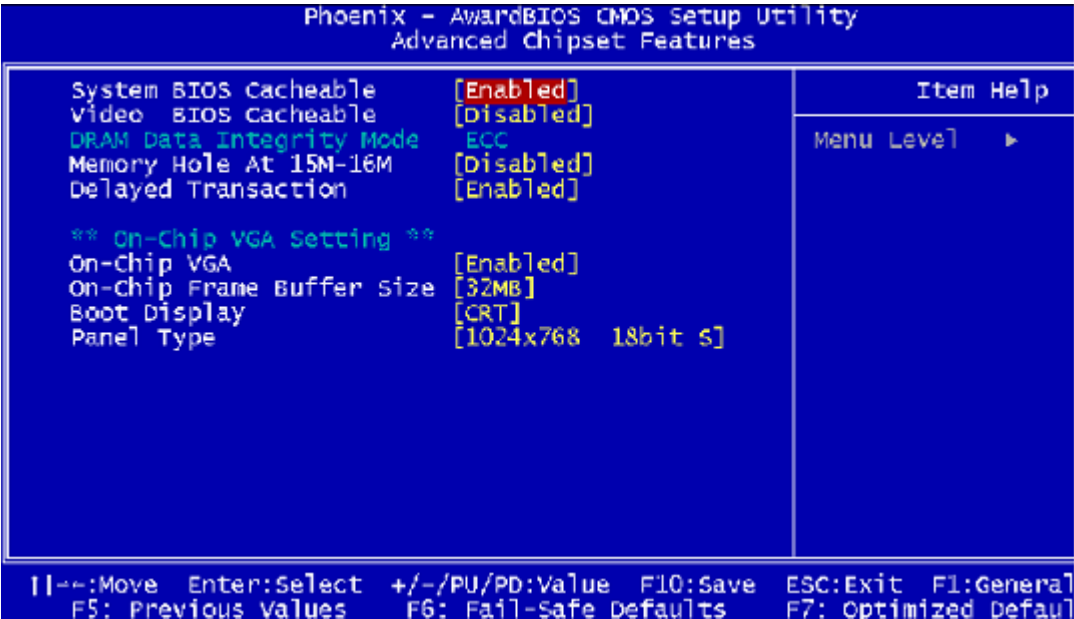 Phoenix - AwardBIOS CMOS Setup Utility
Advanced Chipset Features
System BIOS Cacheable [Enabled]
Video BIOS Cacheable [Disabled]
DRAM Data Integrity Mode ECC
Memory Hole At 15M-16M [Disabled]
Delayed Transaction [Enabled]
** On-Chip VGA Setting **
On-Chip VGA [Enabled]
On-Chip Frame Buffer Size [32MB]
Boot Display [CRT]
Panel Type [1024x768 18bit S]
Item Help
Menu Level ►
↑↓→←:Move Enter:Select +/-/PU/PD:Value F10:Save ESC:Exit F1:General
F5: Previous Values F6: Fail-Safe Defaults F7: Optimized Defaul